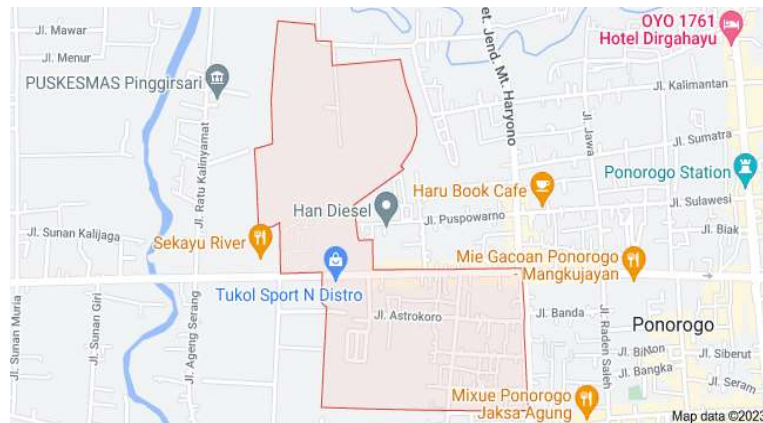 Jl. Mawar
Jl. Menur
PUSKESMAS Pinggirsari
Jl. Ratu Kalinyamat
et. Jend. Mt. Haryono
OYO 1761
Hotel Dirgahayu
Jl. Kalimantan
Jl. Jawa
Jl. Sumatra
Ponorogo Station
Haru Book Cafe
Jl. Sulawesi
Han Diesel
Jl. Puspowarno
Jl. Biak
Jl. Sunan Kalijaga
Sekayu River
Mie Gacoan Ponorogo
- Mangkujayan
Tukol Sport N Distro
Jl. Sunan Muria
Jl. Sunan Giri
Jl. Ageng Serang
Jl. Astrokoro
Jl. Banda
Jl. Raden Saleh
Ponorogo
Jl. Siberut
Jl. Bangka
Jl. Seram
Mixue Ponorogo
Jaksa Agung
Map data ©2023